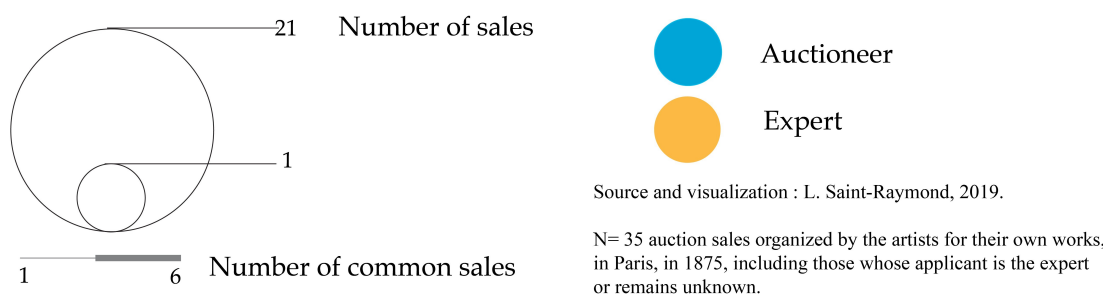 21
Number of sales
1
1
6
Number of common sales
Auctioneer
Expert
Source and visualization : L. Saint-Raymond, 2019.
N= 35 auction sales organized by the artists for their own works,
in Paris, in 1875, including those whose applicant is the expert
or remains unknown.